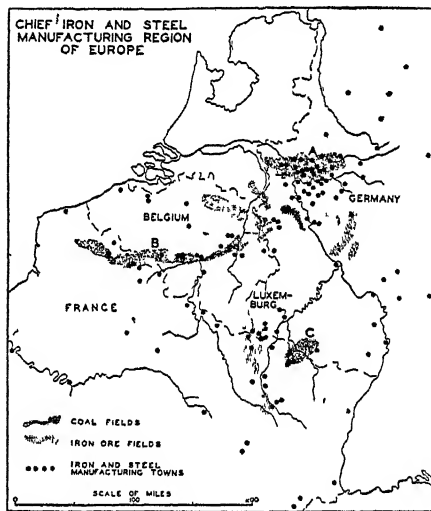 CHIEF IRON AND STEEL
MANUFACTURING REGION
OF EUROPE
A
GERMANY
BELGIUM
B
LUXEM-
BURG
FRANCE
C
COAL FIELDS
IRON ORE FIELDS
IRON AND STEEL
MANUFACTURING TOWNS
SCALE OF MILES
0 100 200